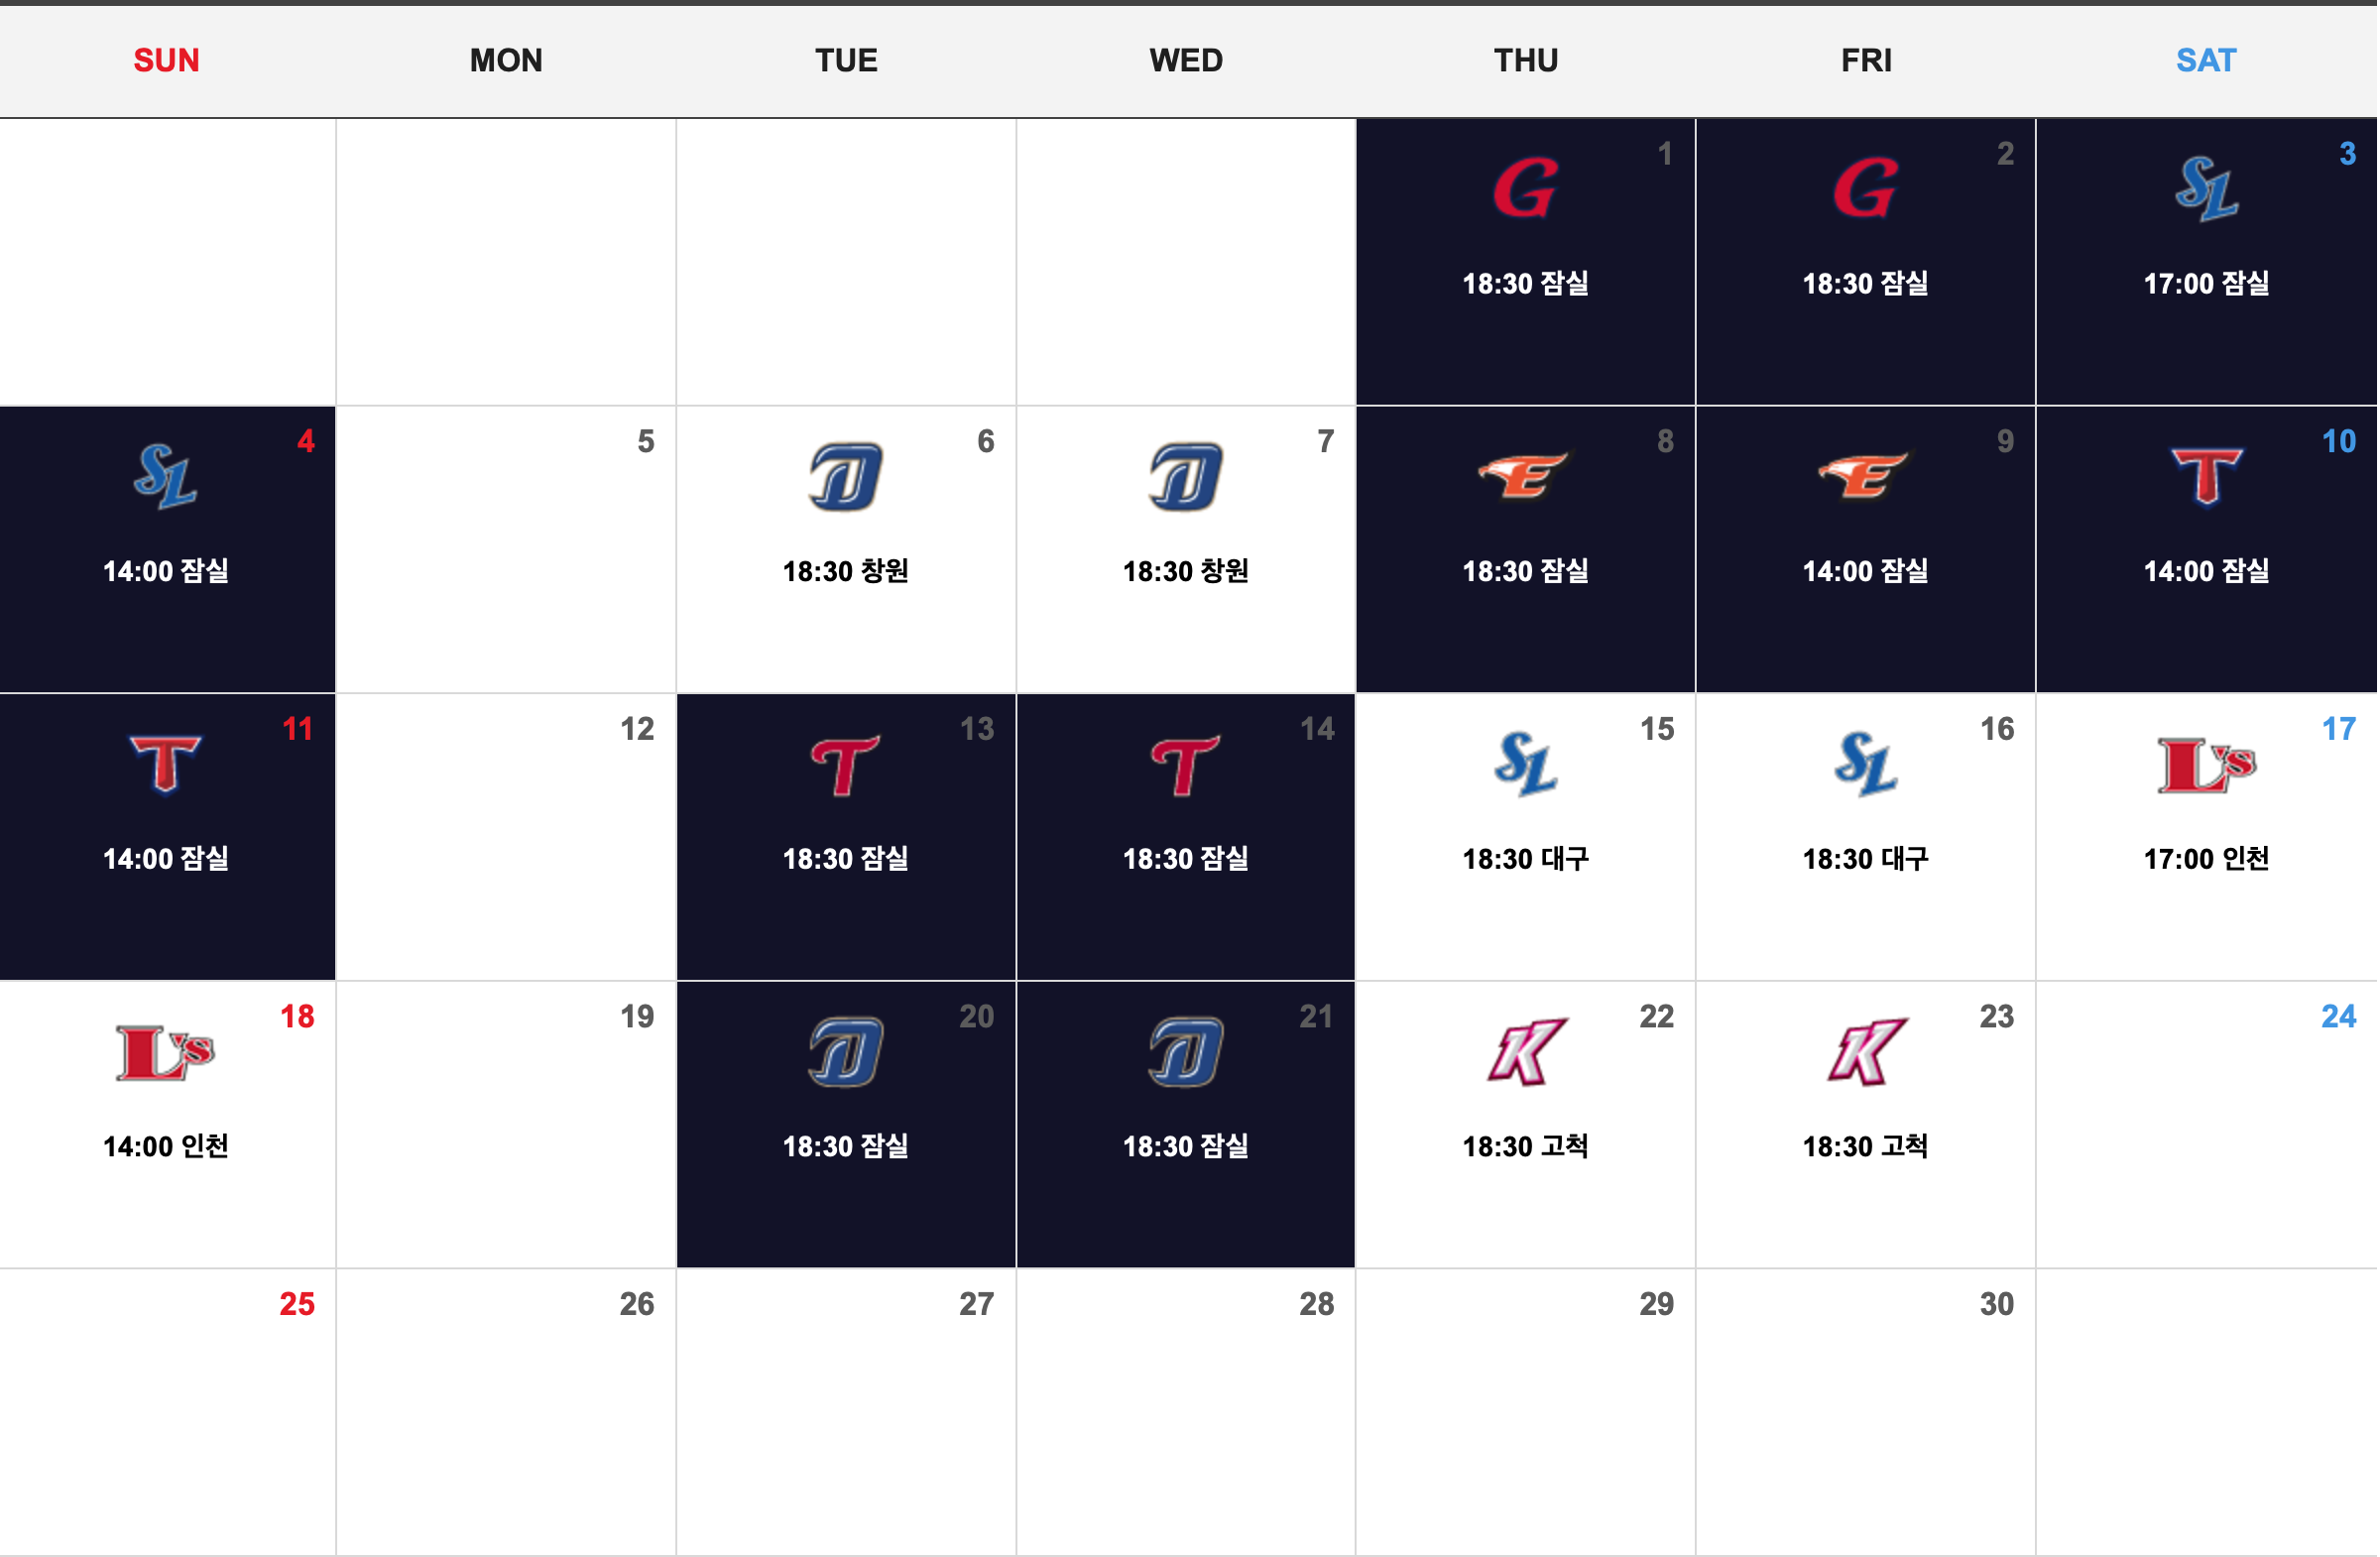 SUN MON TUE WED THU FRI SAT
1 2 3
G G SL
18:30 잠실 18:30 잠실 17:00 잠실
4 5 6 7 8 9 10
SL D D E E T
14:00 잠실 18:30 창원 18:30 창원 18:30 잠실 14:00 잠실 14:00 잠실
11 12 13 14 15 16 17
T T T SL SL L's
14:00 잠실 18:30 잠실 18:30 잠실 18:30 대구 18:30 대구 17:00 인천
18 19 20 21 22 23 24
L's D D K K
14:00 인천 18:30 잠실 18:30 잠실 18:30 고척 18:30 고척
25 26 27 28 29 30